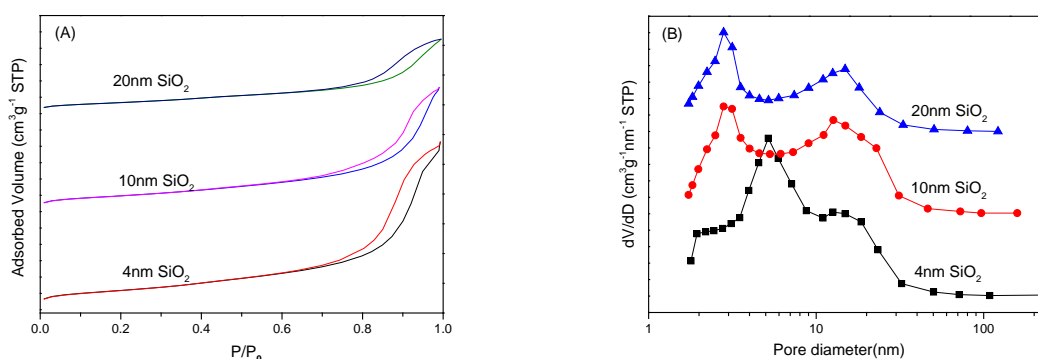 (A)
20nm SiO₂
10nm SiO₂
4nm SiO₂
Adsorbed Volume (cm³g⁻¹ STP)
0.0 0.2 0.4 0.6 0.8 1.0
P/P₀
(B)
20nm SiO₂
10nm SiO₂
4nm SiO₂
dV/dD (cm³g⁻¹nm⁻¹ STP)
1 10 100
Pore diameter(nm)